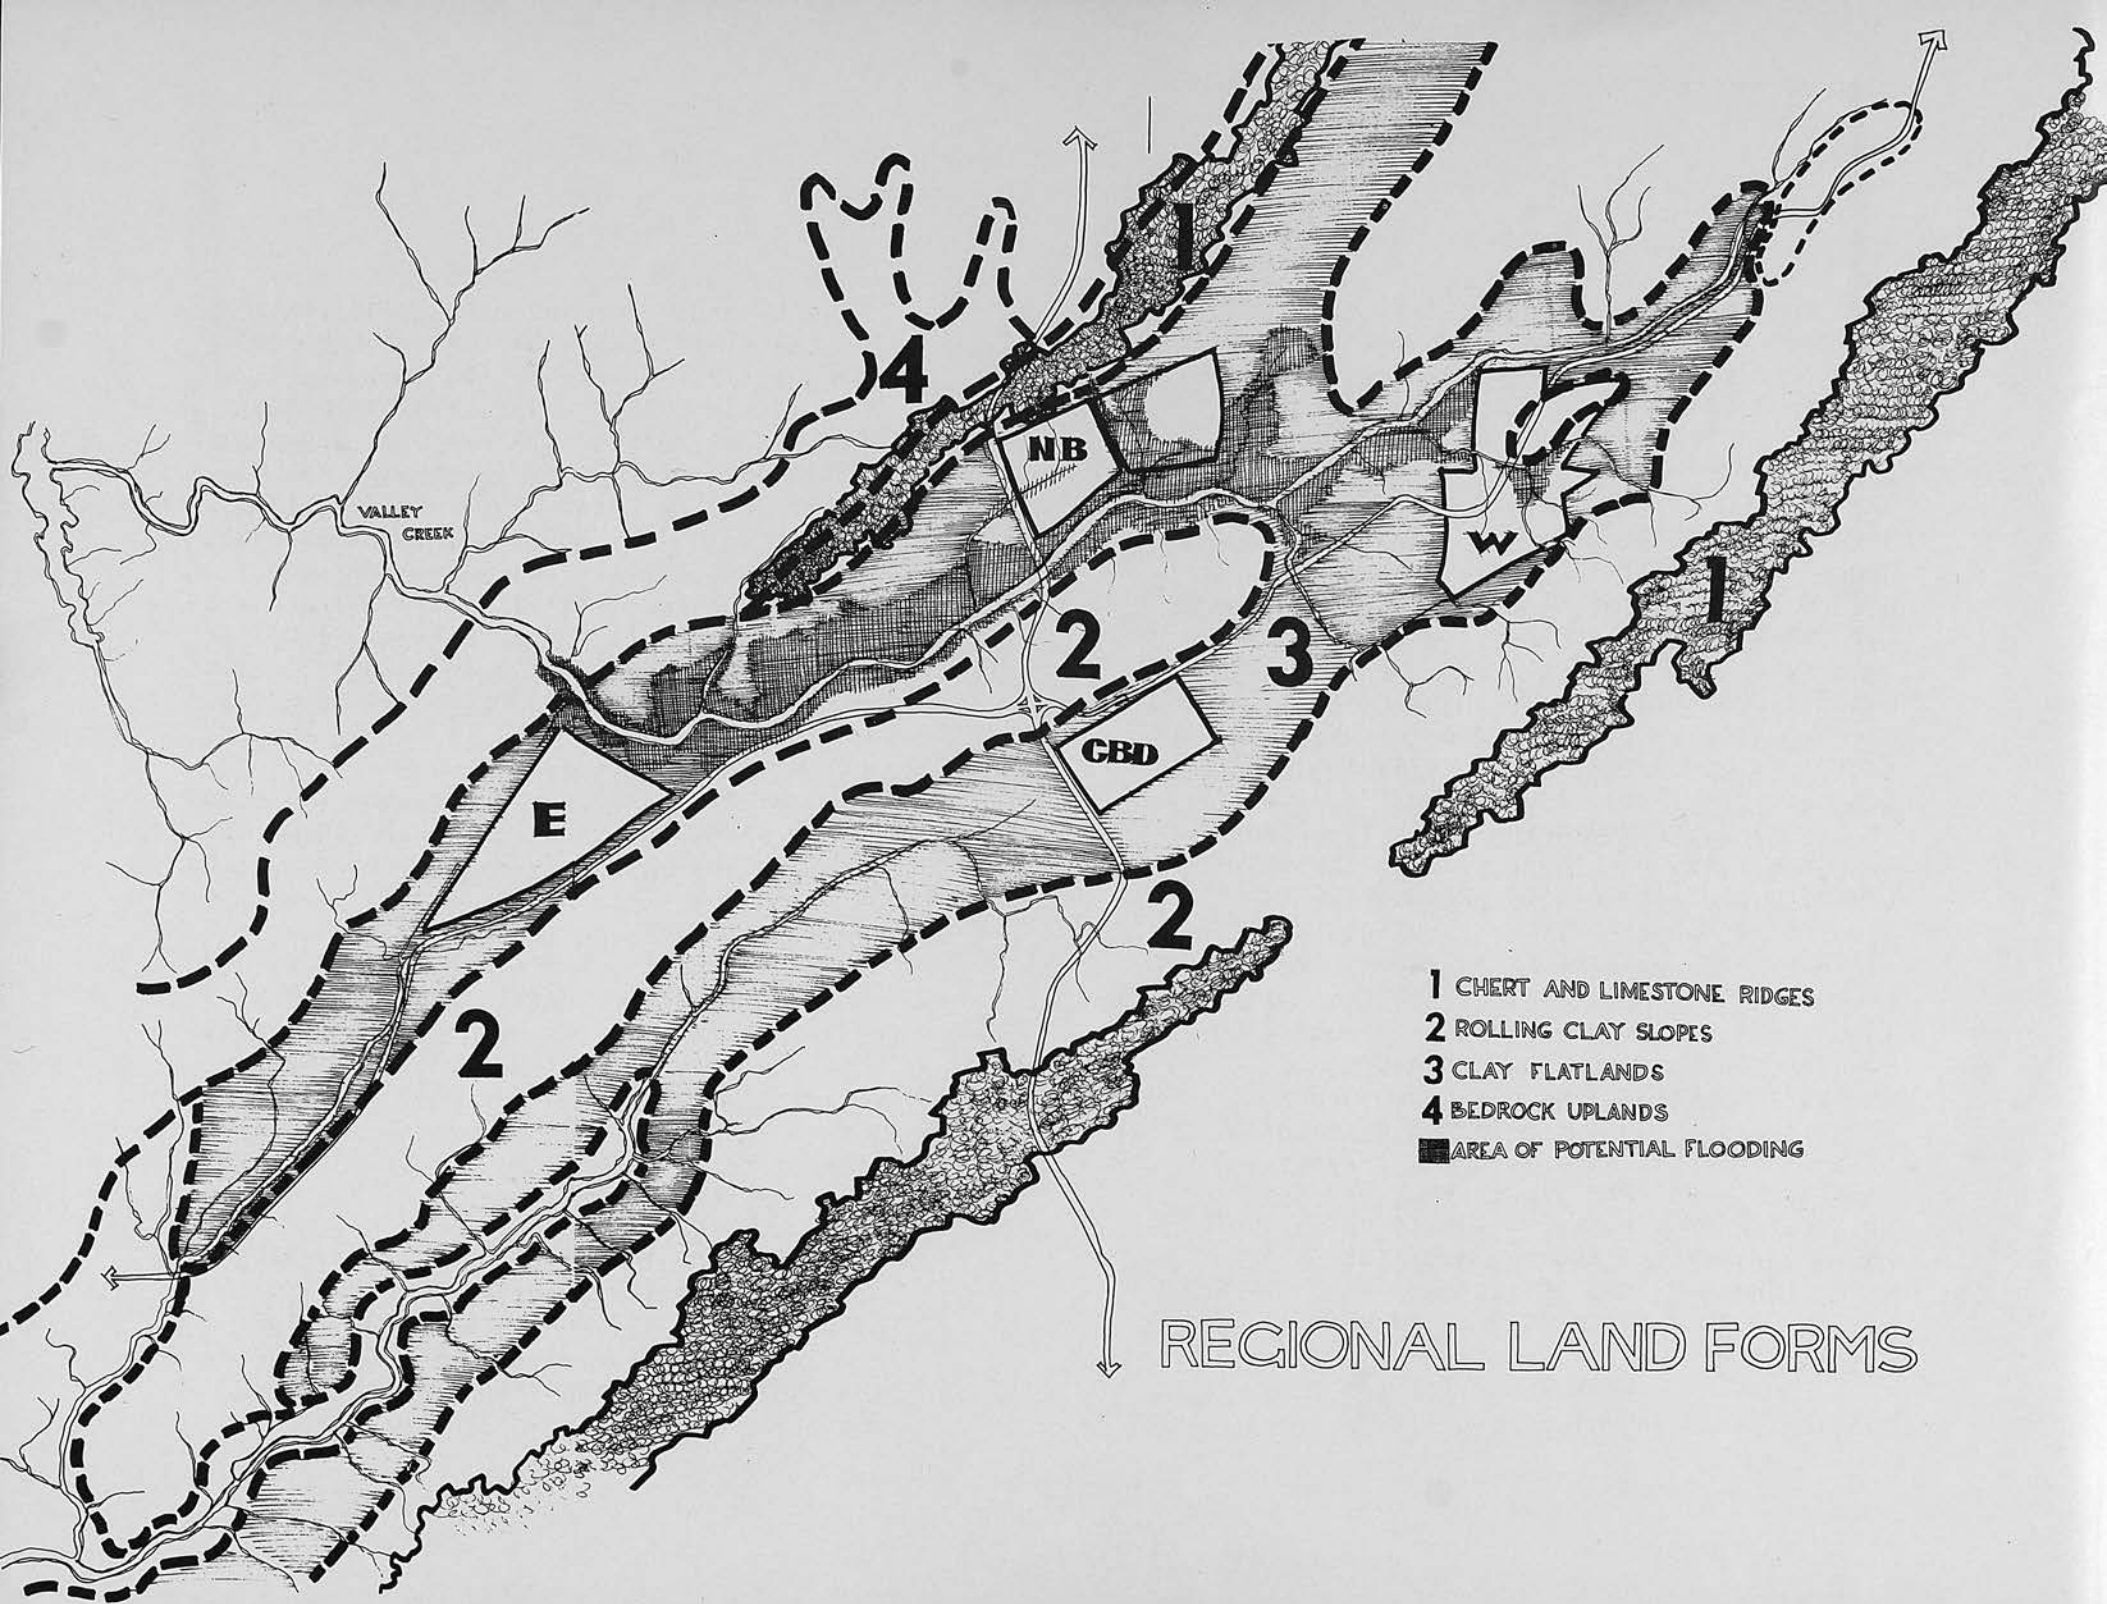 1
4
NB
VALLEY
CREEK
W
1
2
3
CBD
E
2
2
1 CHERT AND LIMESTONE RIDGES
2 ROLLING CLAY SLOPES
3 CLAY FLATLANDS
4 BEDROCK UPLANDS
AREA OF POTENTIAL FLOODING
REGIONAL LAND FORMS